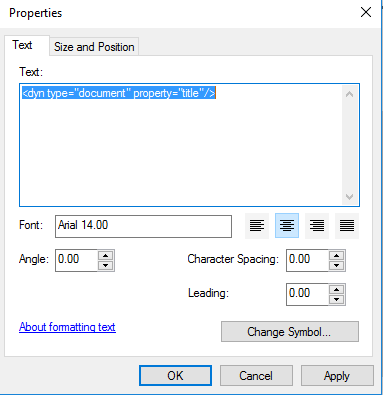 Properties
Text
Size and Position
Text:
<dyn type="document" property="title"/>
Font:
Arial 14.00
Angle:
0.00
Character Spacing:
0.00
Leading:
0.00
About formatting text
Change Symbol...
OK
Cancel
Apply